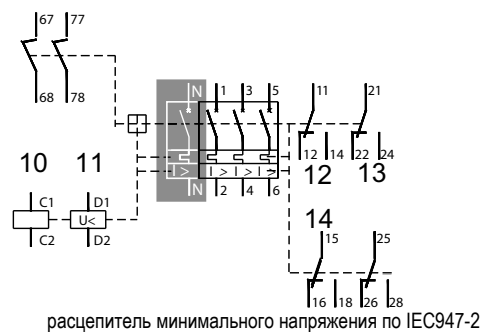 67 77
68 78
N 1 3 5
11 21
12 14 22 24
10 11 12 13
I > I > I > I >
N 2 4 6
C1 D1
U<
C2 D2
14
15 25
16 18 26 28
расцепитель минимального напряжения по IEC947-2